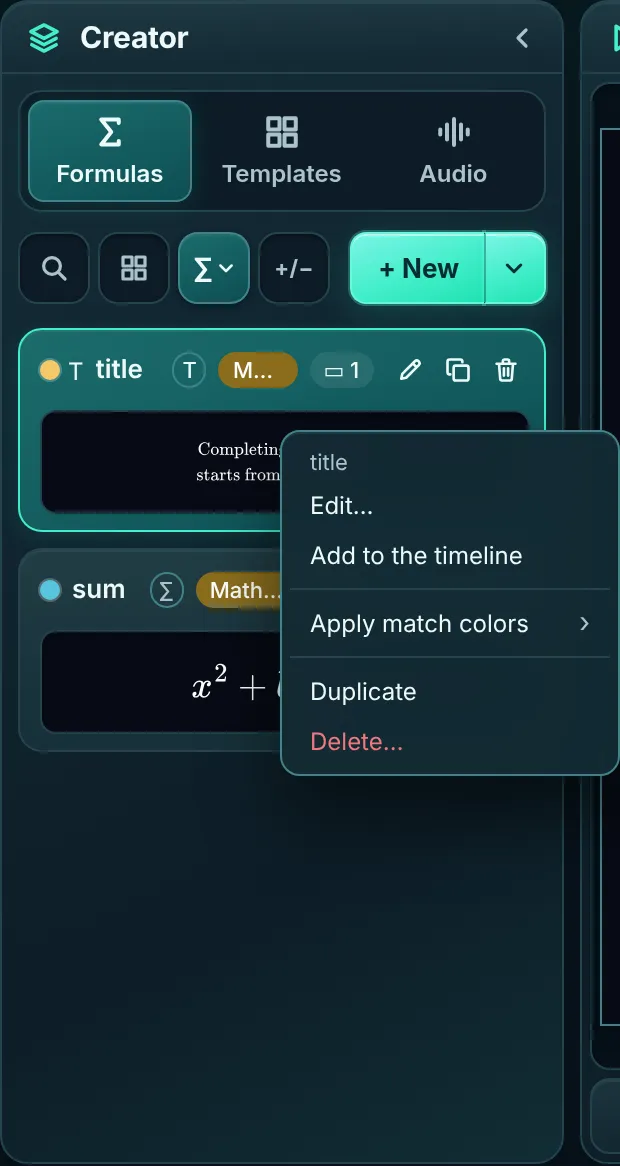 Creator
Formulas
Templates
Audio
Σ
+/−
+ New
T title
T
M...
1
Completing
starts from
title
Edit...
Add to the timeline
Apply match colors
Duplicate
Delete...
sum
Σ
Math...
x² +